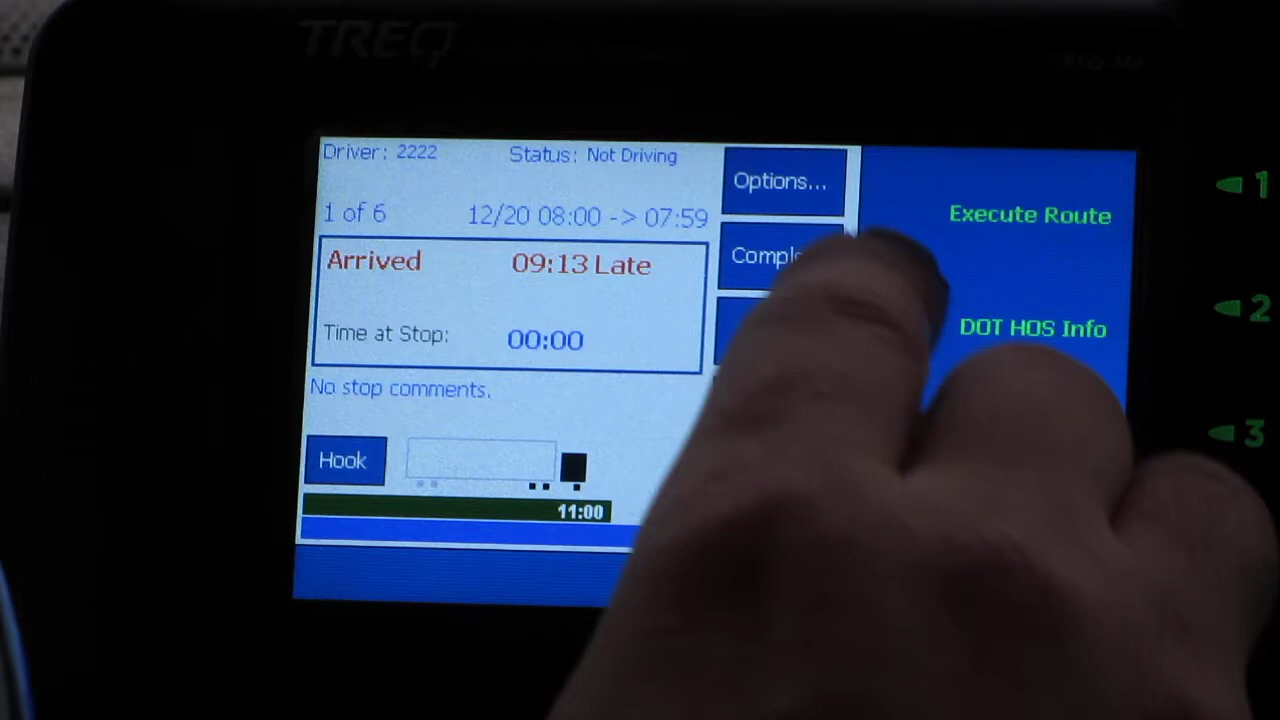 TREQ
Driver: 2222 Status: Not Driving
Options...
1 of 6 12/20 08:00 -> 07:59
Execute Route
1
Arrived 09:13 Late
Time at Stop: 00:00
DOT HOS Info
2
No stop comments.
3
Hook
11:00